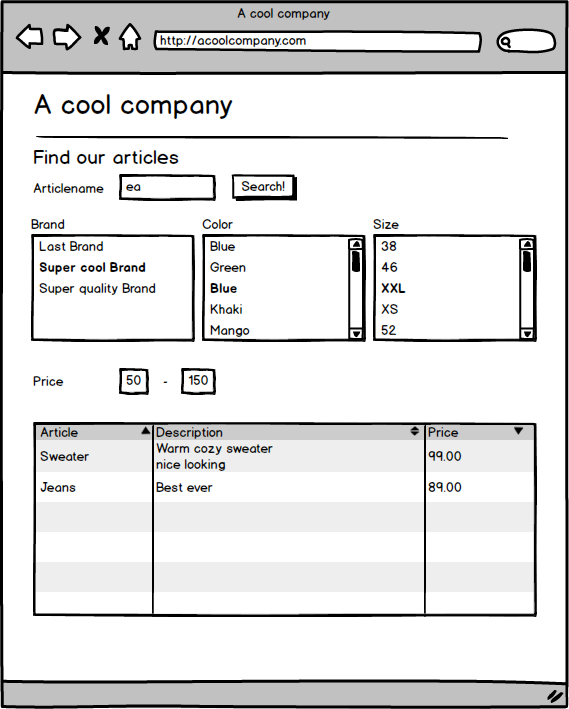 A cool company
http://acoolcompany.com
A cool company
Find our articles
Articlename ea Search!
Brand Color Size
Last Brand Blue 38
Super cool Brand Green 46
Super quality Brand Blue XXL
Khaki XS
Mango 52
Price 50 - 150
Article Description Price
Sweater Warm cozy sweater 99.00
nice looking
Jeans Best ever 89.00